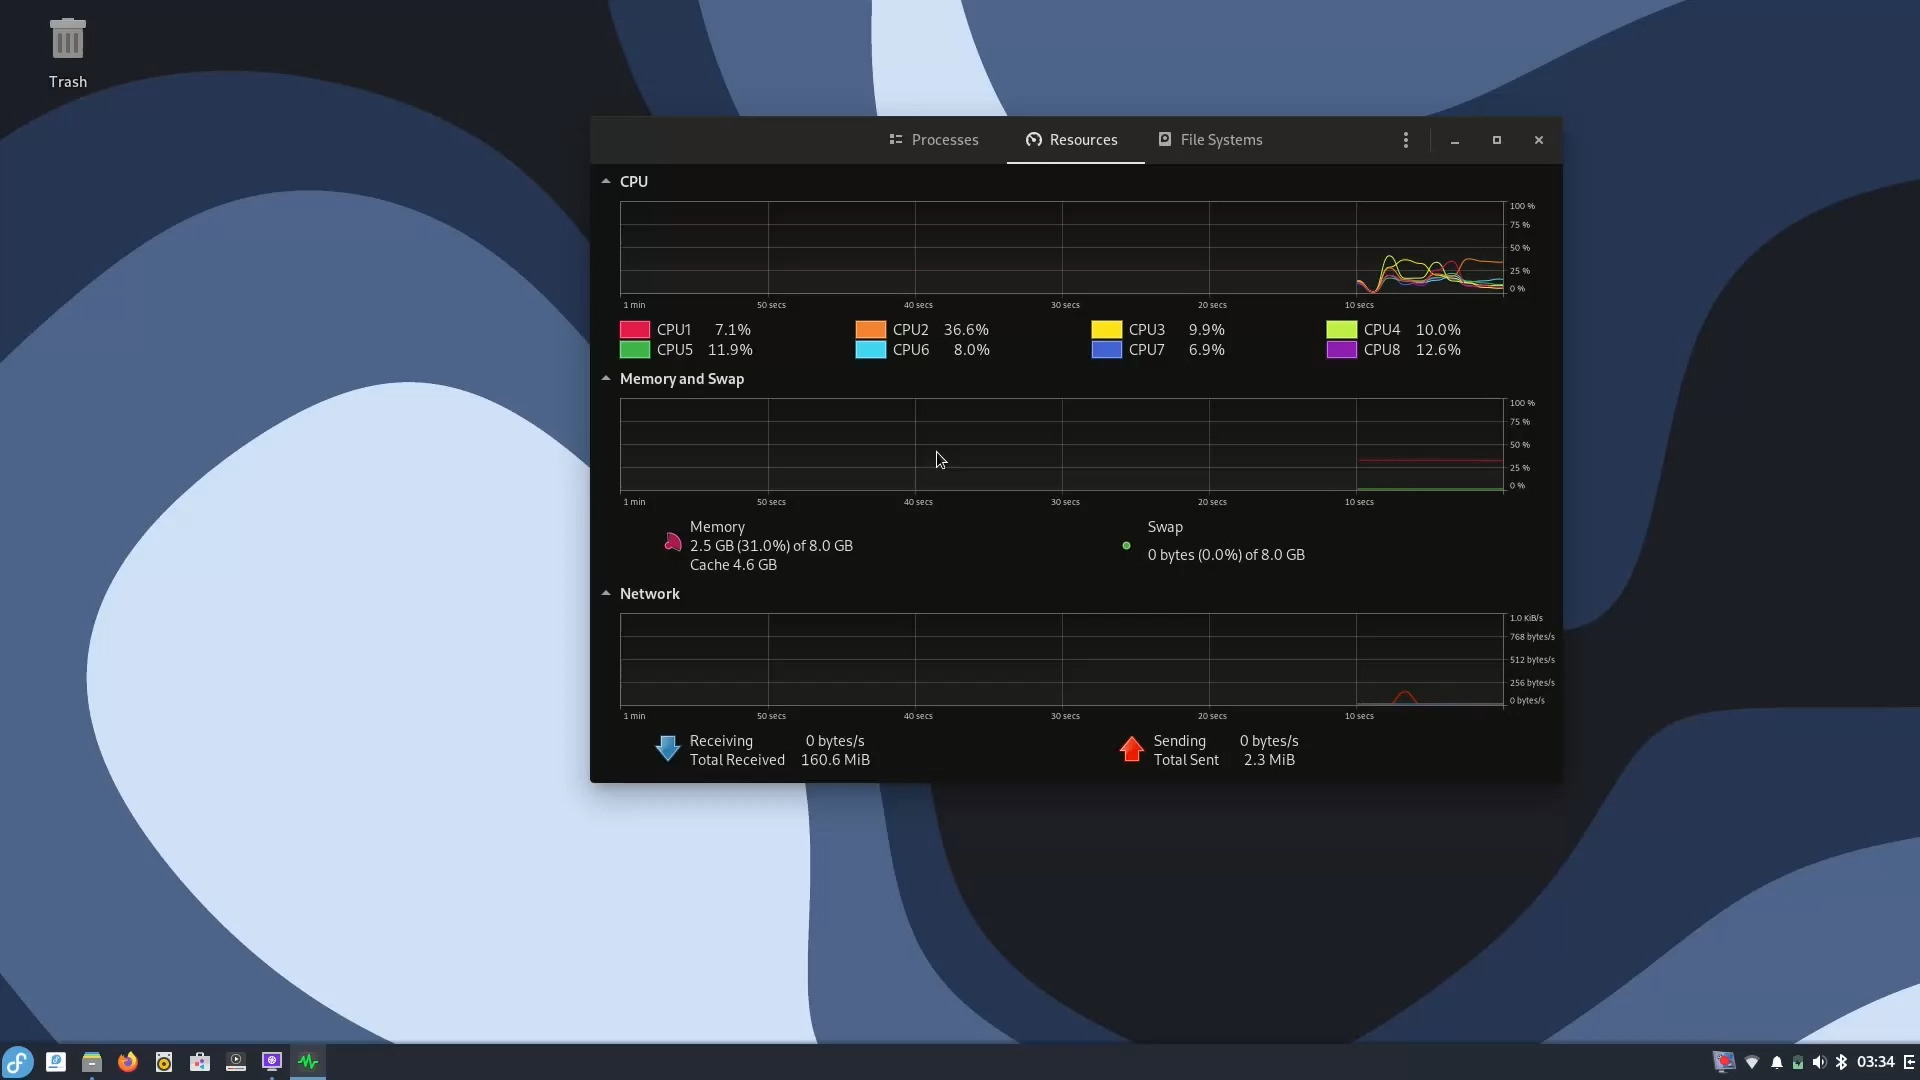 Trash
Processes Resources File Systems
CPU
100 %
75 %
50 %
25 %
0 %
1 min 50 secs 40 secs 30 secs 20 secs 10 secs
CPU1 7.1% CPU2 36.6% CPU3 9.9% CPU4 10.0%
CPU5 11.9% CPU6 8.0% CPU7 6.9% CPU8 12.6%
Memory and Swap
100 %
75 %
50 %
25 %
0 %
1 min 50 secs 40 secs 30 secs 20 secs 10 secs
Memory
2.5 GB (31.0%) of 8.0 GB
Cache 4.6 GB
Swap
0 bytes (0.0%) of 8.0 GB
Network
1.0 KiB/s
768 bytes/s
512 bytes/s
256 bytes/s
0 bytes/s
1 min 50 secs 40 secs 30 secs 20 secs 10 secs
Receiving 0 bytes/s
Total Received 160.6 MiB
Sending 0 bytes/s
Total Sent 2.3 MiB
03:34